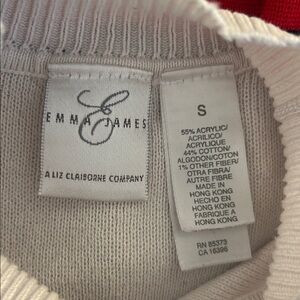 E
EMMA JAMES
A LIZ CLAIBORNE COMPANY
S
55% ACRYLIC/
ACRILICO/
ACRYLIQUE
44% COTTON/
ALGODON/COTON
1% OTHER FIBER/
OTRA FIBRA/
AUTRE FIBRE
MADE IN
HONG KONG
HECHO EN
HONG KONG
FABRIQUE A
HONG KONG
RN 85373
CA 16396